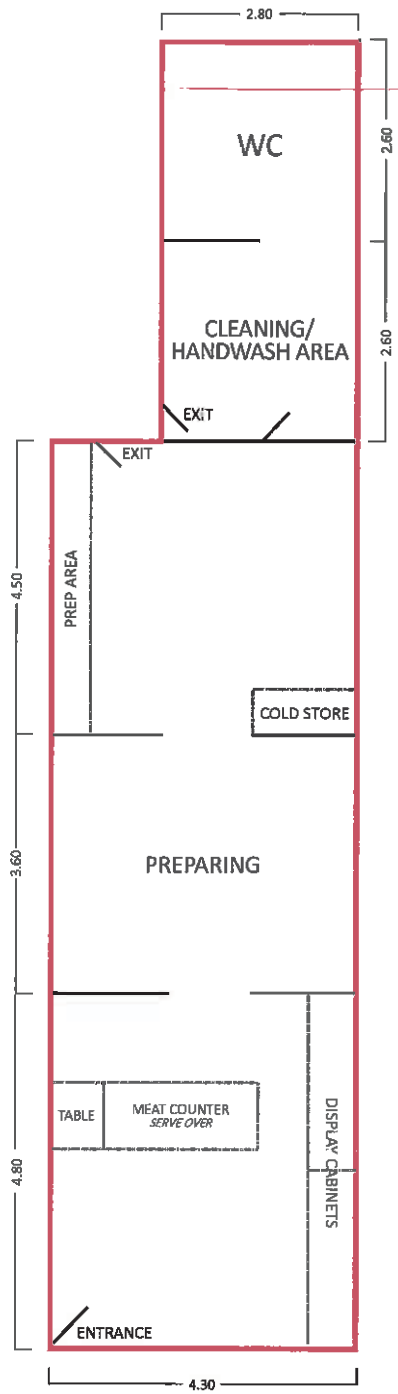 2.80
WC
2.60
CLEANING/
HANDWASH AREA
2.60
EXIT
EXIT
4.50
PREP AREA
COLD STORE
PREPARING
3.60
TABLE
MEAT COUNTER
SERVE OVER
DISPLAY CABINETS
4.80
ENTRANCE
4.30